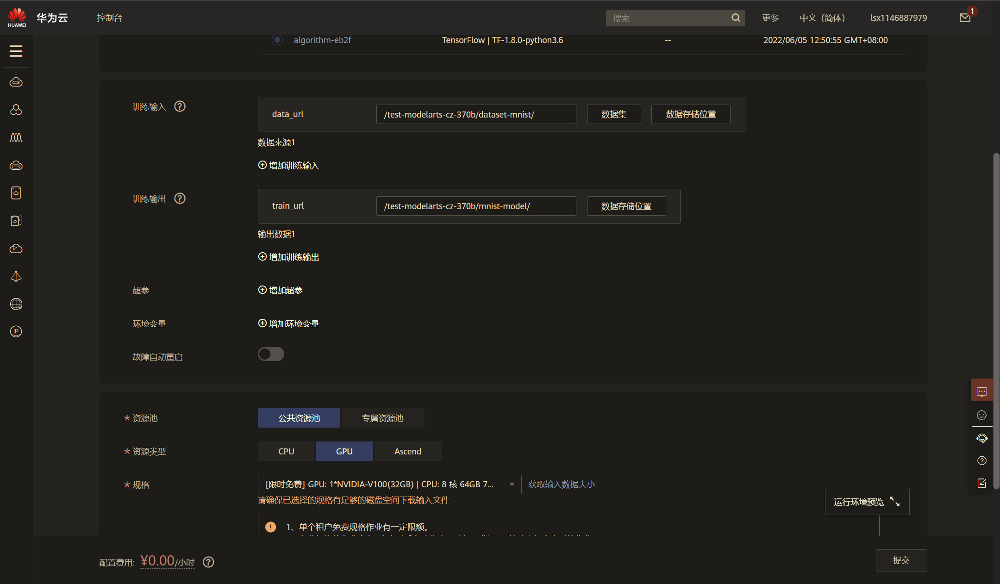 HUAWEI
华为云
控制台
搜索
更多
中文（简体）
lsx1146887979
1
algorithm-eb2f
TensorFlow | TF-1.8.0-python3.6
--
2022/06/05 12:50:55 GMT+08:00
训练输入
data_url
/test-modelarts-cz-370b/dataset-mnist/
数据集
数据存储位置
数据来源1
增加训练输入
训练输出
train_url
/test-modelarts-cz-370b/mnist-model/
数据存储位置
输出数据1
增加训练输出
超参
增加超参
环境变量
增加环境变量
故障自动重启
* 资源池
公共资源池
专属资源池
* 资源类型
CPU
GPU
Ascend
* 规格
[限时免费] GPU: 1*NVIDIA-V100(32GB) | CPU: 8 核 64GB 7...
获取输入数据大小
请确保已选择的规格有足够的磁盘空间下载输入文件
运行环境预览
1、单个租户免费规格作业有一定限额。
配置费用: ¥0.00/小时
提交
W
IP